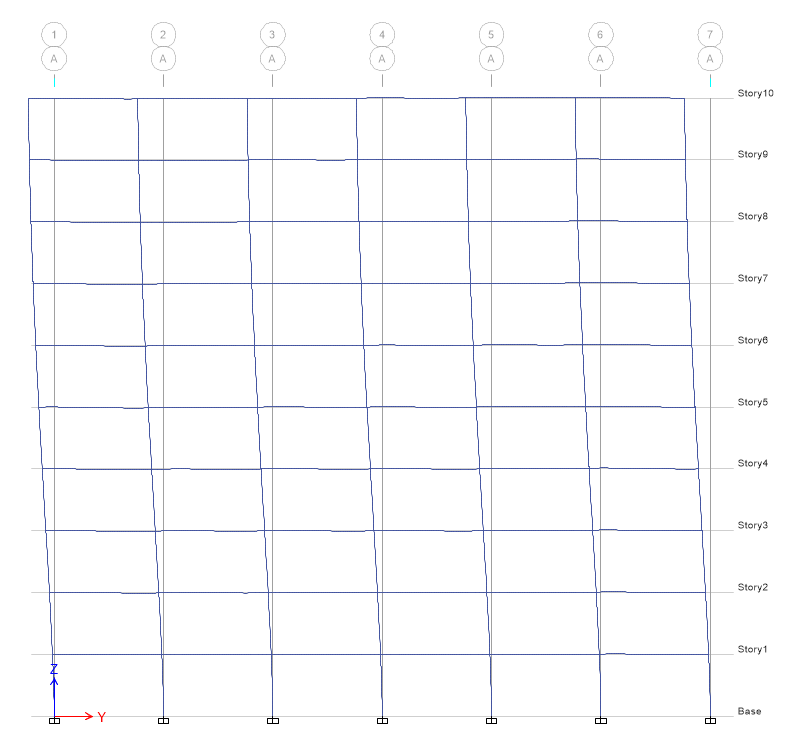 1 2 3 4 5 6 7
A A A A A A A
Story10
Story9
Story8
Story7
Story6
Story5
Story4
Story3
Story2
Story1
Z
Y
Base